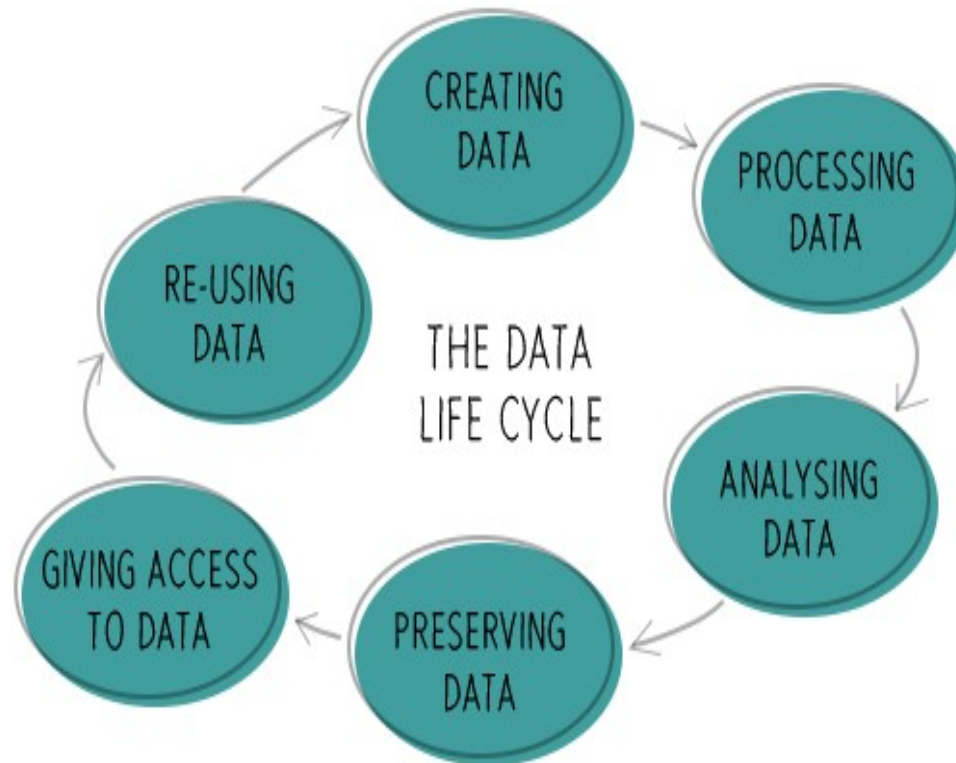 CREATING
DATA
PROCESSING
DATA
ANALYSING
DATA
PRESERVING
DATA
GIVING ACCESS
TO DATA
RE-USING
DATA
THE DATA
LIFE CYCLE